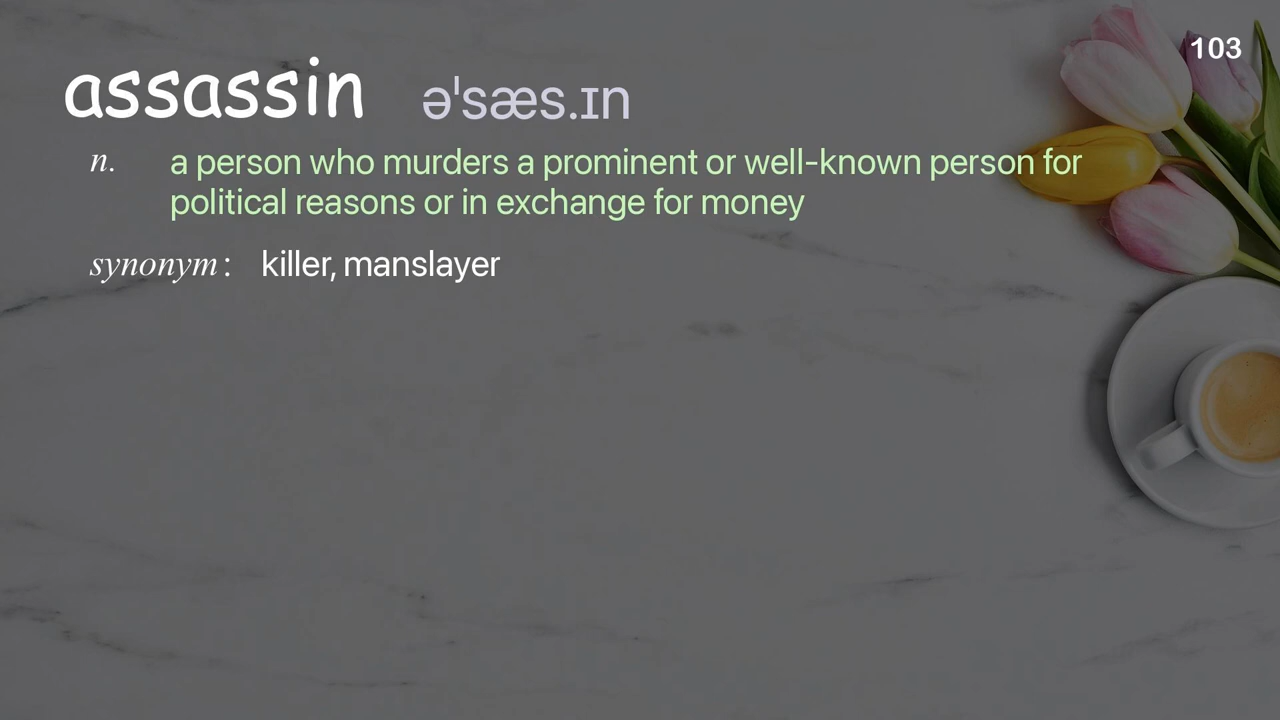 103
assassin əˈsæs.ɪn
n. a person who murders a prominent or well-known person for
political reasons or in exchange for money
synonym : killer, manslayer